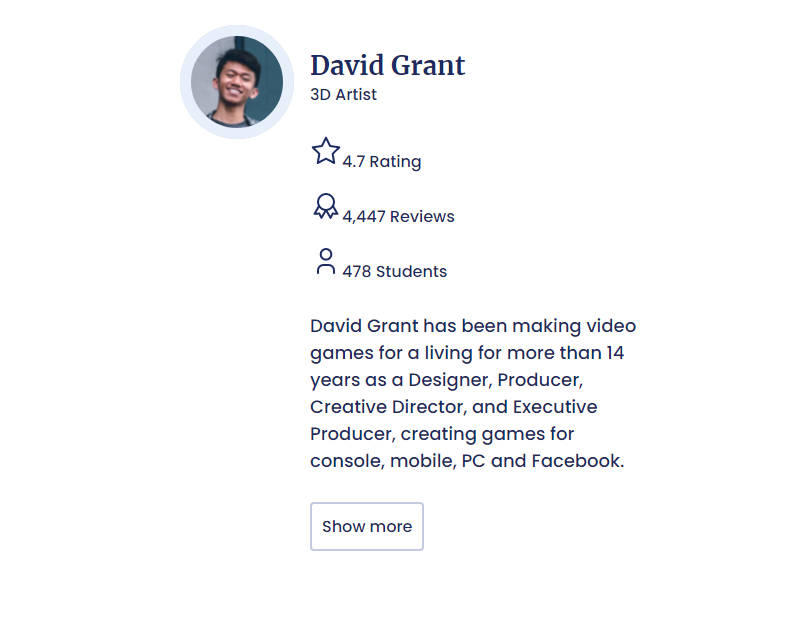 David Grant
3D Artist
4.7 Rating
4,447 Reviews
478 Students
David Grant has been making video
games for a living for more than 14
years as a Designer, Producer,
Creative Director, and Executive
Producer, creating games for
console, mobile, PC and Facebook.
Show more